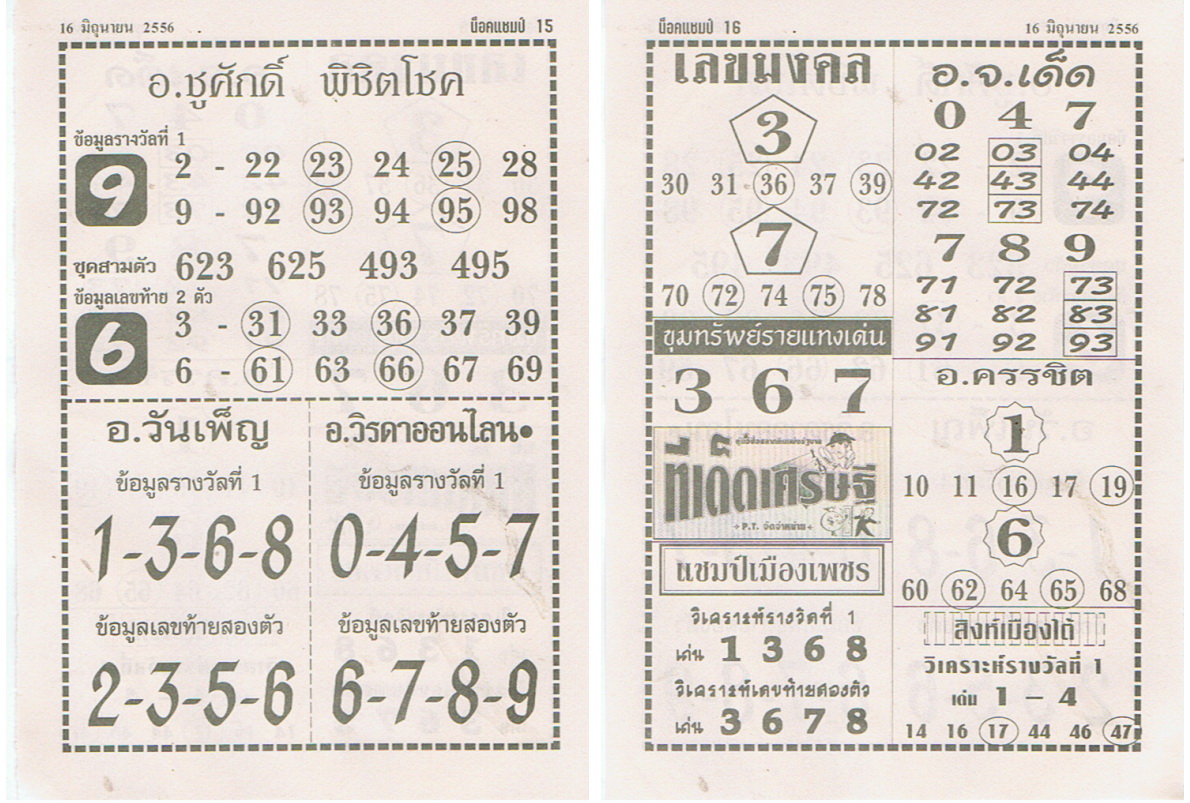 16 มิถุนายน 2556
น็อคแชมป์ 15
อ.ชูศักดิ์ พิชิตโชค
ข้อมูลรางวัลที่ 1
9
2 - 22 23 24 25 28
9 - 92 93 94 95 98
ชุดสามตัว 623 625 493 495
ข้อมูลเลขท้าย 2 ตัว
6
3 - 31 33 36 37 39
6 - 61 63 66 67 69
อ.วันเพ็ญ
ข้อมูลรางวัลที่ 1
1-3-6-8
ข้อมูลเลขท้ายสองตัว
2-3-5-6
อ.วิรดาออนไลน์
ข้อมูลรางวัลที่ 1
0-4-5-7
ข้อมูลเลขท้ายสองตัว
6-7-8-9
น็อคแชมป์ 16
16 มิถุนายน 2556
เลขมงคล
3
30 31 36 37 39
7
70 72 74 75 78
ขุมทรัพย์รายแทงเด่น
3 6 7
ทีเด็ดเศรษฐี
P.T. จัดจำหน่าย
แชมป์เมืองเพชร
วิเคราะห์รางวัลที่ 1
เด่น 1 3 6 8
วิเคราะห์เลขท้ายสองตัว
เด่น 3 6 7 8
อ.จ.เด็ด
0 4 7
02 03 04
42 43 44
72 73 74
7 8 9
71 72 73
81 82 83
91 92 93
อ.ครรชิต
1
10 11 16 17 19
6
60 62 64 65 68
สิงห์เมืองใต้
วิเคราะห์รางวัลที่ 1
เด่น 1 - 4
14 16 17 44 46 47